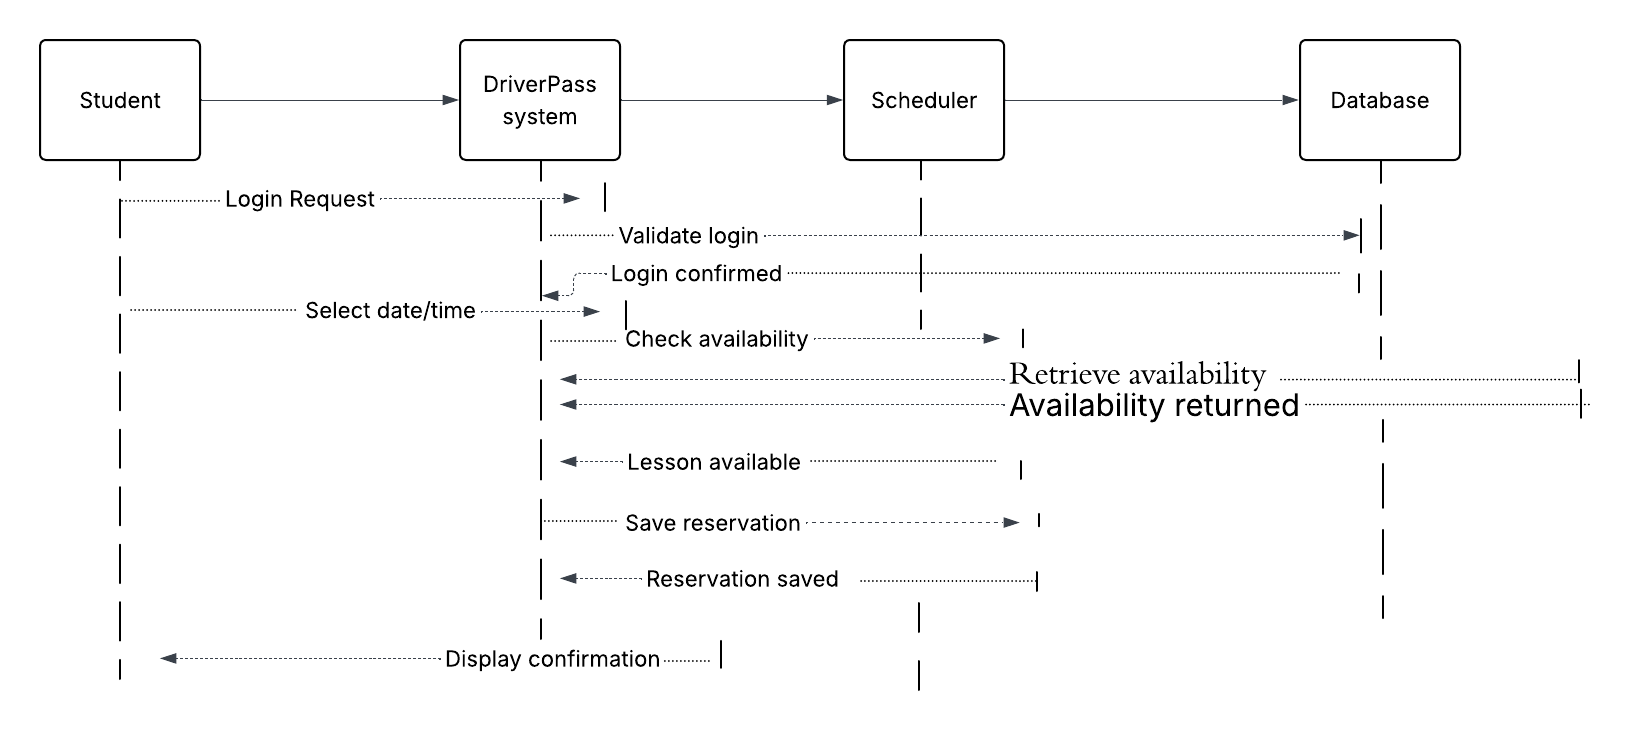 Student
DriverPass
system
Scheduler
Database
Login Request
Validate login
Login confirmed
Select date/time
Check availability
Retrieve availability
Availability returned
Lesson available
Save reservation
Reservation saved
Display confirmation